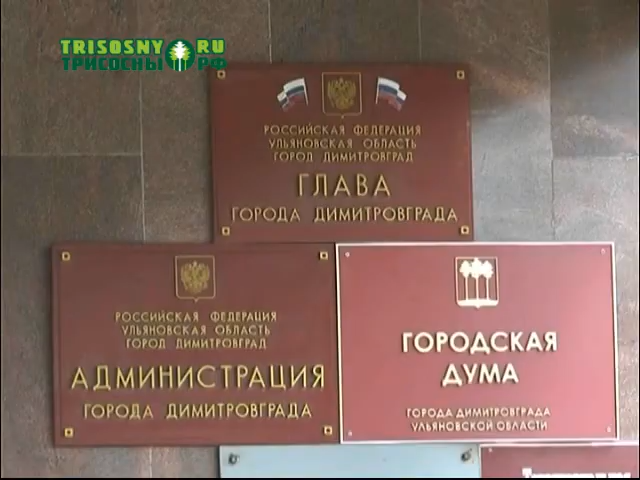 TRISOSNY.RU
ТРИСОСНЫ.РФ
РОССИЙСКАЯ ФЕДЕРАЦИЯ
УЛЬЯНОВСКАЯ ОБЛАСТЬ
ГОРОД ДИМИТРОВГРАД
ГЛАВА
ГОРОДА ДИМИТРОВГРАДА
РОССИЙСКАЯ ФЕДЕРАЦИЯ
УЛЬЯНОВСКАЯ ОБЛАСТЬ
ГОРОД ДИМИТРОВГРАД
АДМИНИСТРАЦИЯ
ГОРОДА ДИМИТРОВГРАДА
ГОРОДСКАЯ
ДУМА
ГОРОДА ДИМИТРОВГРАДА
УЛЬЯНОВСКОЙ ОБЛАСТИ